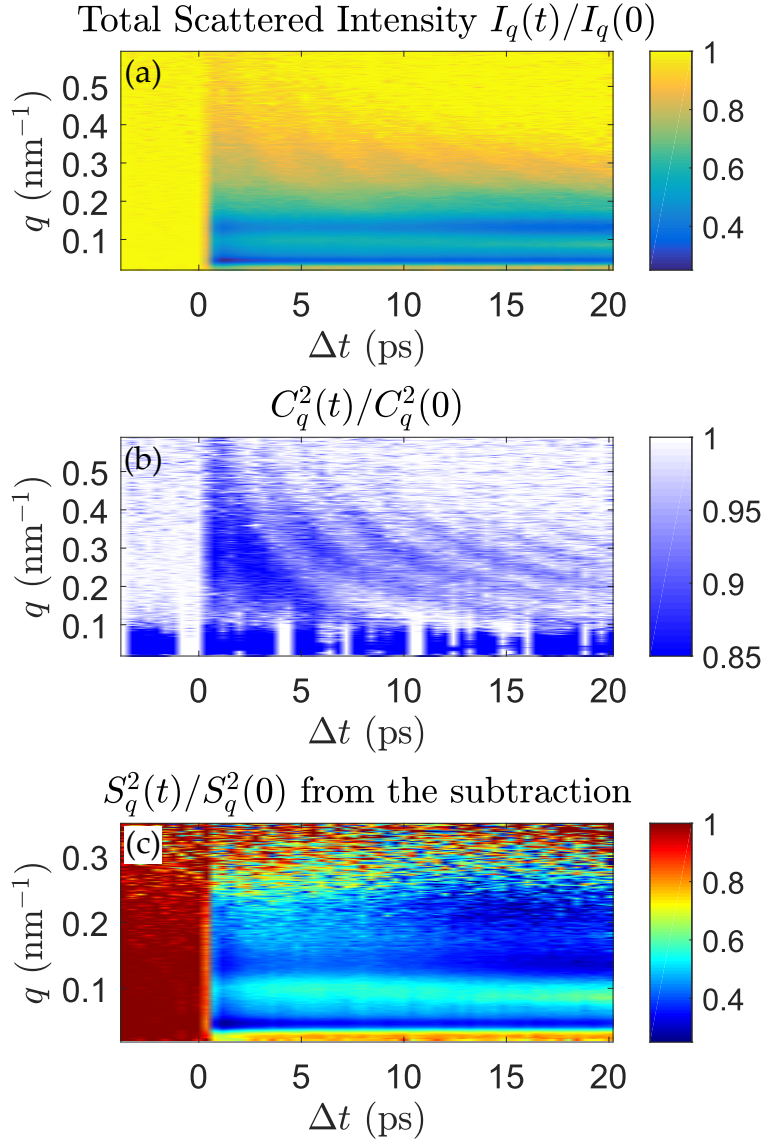 Total Scattered Intensity I_q(t)/I_q(0)
(a)
q (nm⁻¹)
0.5
0.4
0.3
0.2
0.1
0 5 10 15 20
Δt (ps)
1
0.8
0.6
0.4
C_q^2(t)/C_q^2(0)
(b)
q (nm⁻¹)
0.5
0.4
0.3
0.2
0.1
0 5 10 15 20
Δt (ps)
1
0.95
0.9
0.85
S_q^2(t)/S_q^2(0) from the subtraction
(c)
q (nm⁻¹)
0.3
0.2
0.1
0 5 10 15 20
Δt (ps)
1
0.8
0.6
0.4